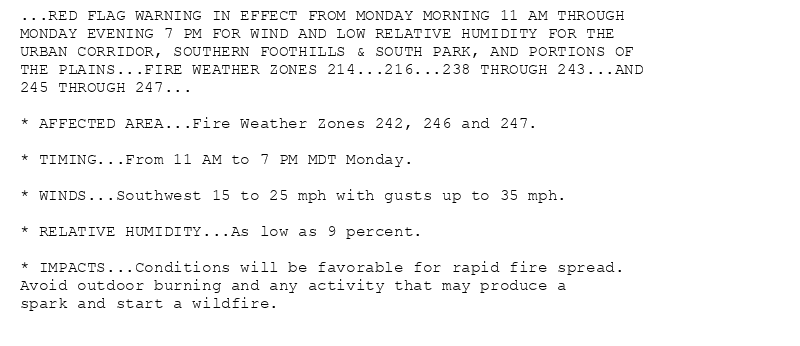 ...RED FLAG WARNING IN EFFECT FROM MONDAY MORNING 11 AM THROUGH
MONDAY EVENING 7 PM FOR WIND AND LOW RELATIVE HUMIDITY FOR THE
URBAN CORRIDOR, SOUTHERN FOOTHILLS & SOUTH PARK, AND PORTIONS OF
THE PLAINS...FIRE WEATHER ZONES 214...216...238 THROUGH 243...AND
245 THROUGH 247...
* AFFECTED AREA...Fire Weather Zones 242, 246 and 247.
* TIMING...From 11 AM to 7 PM MDT Monday.
* WINDS...Southwest 15 to 25 mph with gusts up to 35 mph.
* RELATIVE HUMIDITY...As low as 9 percent.
* IMPACTS...Conditions will be favorable for rapid fire spread.
Avoid outdoor burning and any activity that may produce a
spark and start a wildfire.